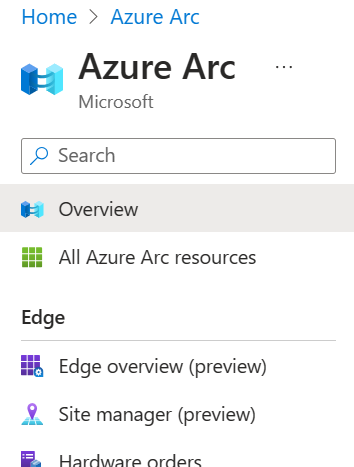 Home > Azure Arc
Azure Arc ...
Microsoft
Search
Overview
All Azure Arc resources
Edge
Edge overview (preview)
Site manager (preview)
Hardware orders